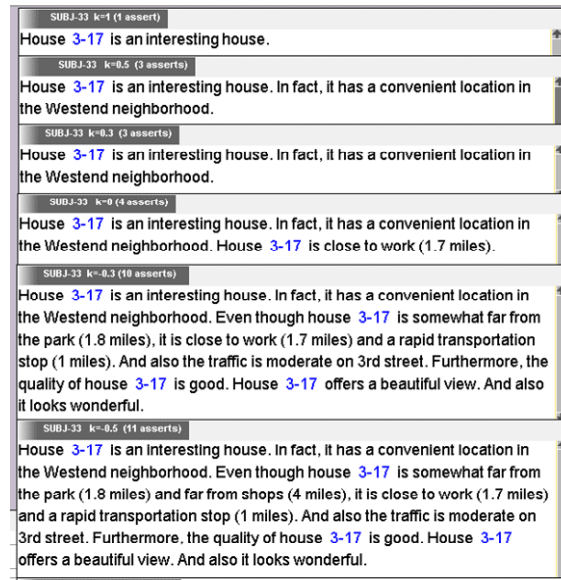 SUBJ-33 k=1 (1 assert)
House 3-17 is an interesting house.
SUBJ-33 k=0.5 (3 asserts)
House 3-17 is an interesting house. In fact, it has a convenient location in
the Westend neighborhood.
SUBJ-33 k=0.3 (3 asserts)
House 3-17 is an interesting house. In fact, it has a convenient location in
the Westend neighborhood.
SUBJ-33 k=0 (4 asserts)
House 3-17 is an interesting house. In fact, it has a convenient location in
the Westend neighborhood. House 3-17 is close to work (1.7 miles).
SUBJ-33 k=-0.3 (10 asserts)
House 3-17 is an interesting house. In fact, it has a convenient location in
the Westend neighborhood. Even though house 3-17 is somewhat far from
the park (1.8 miles), it is close to work (1.7 miles) and a rapid transportation
stop (1 miles). And also the traffic is moderate on 3rd street. Furthermore, the
quality of house 3-17 is good. House 3-17 offers a beautiful view. And also
it looks wonderful.
SUBJ-33 k=-0.5 (11 asserts)
House 3-17 is an interesting house. In fact, it has a convenient location in
the Westend neighborhood. Even though house 3-17 is somewhat far from
the park (1.8 miles) and far from shops (4 miles), it is close to work (1.7 miles)
and a rapid transportation stop (1 miles). And also the traffic is moderate on
3rd street. Furthermore, the quality of house 3-17 is good. House 3-17
offers a beautiful view. And also it looks wonderful.